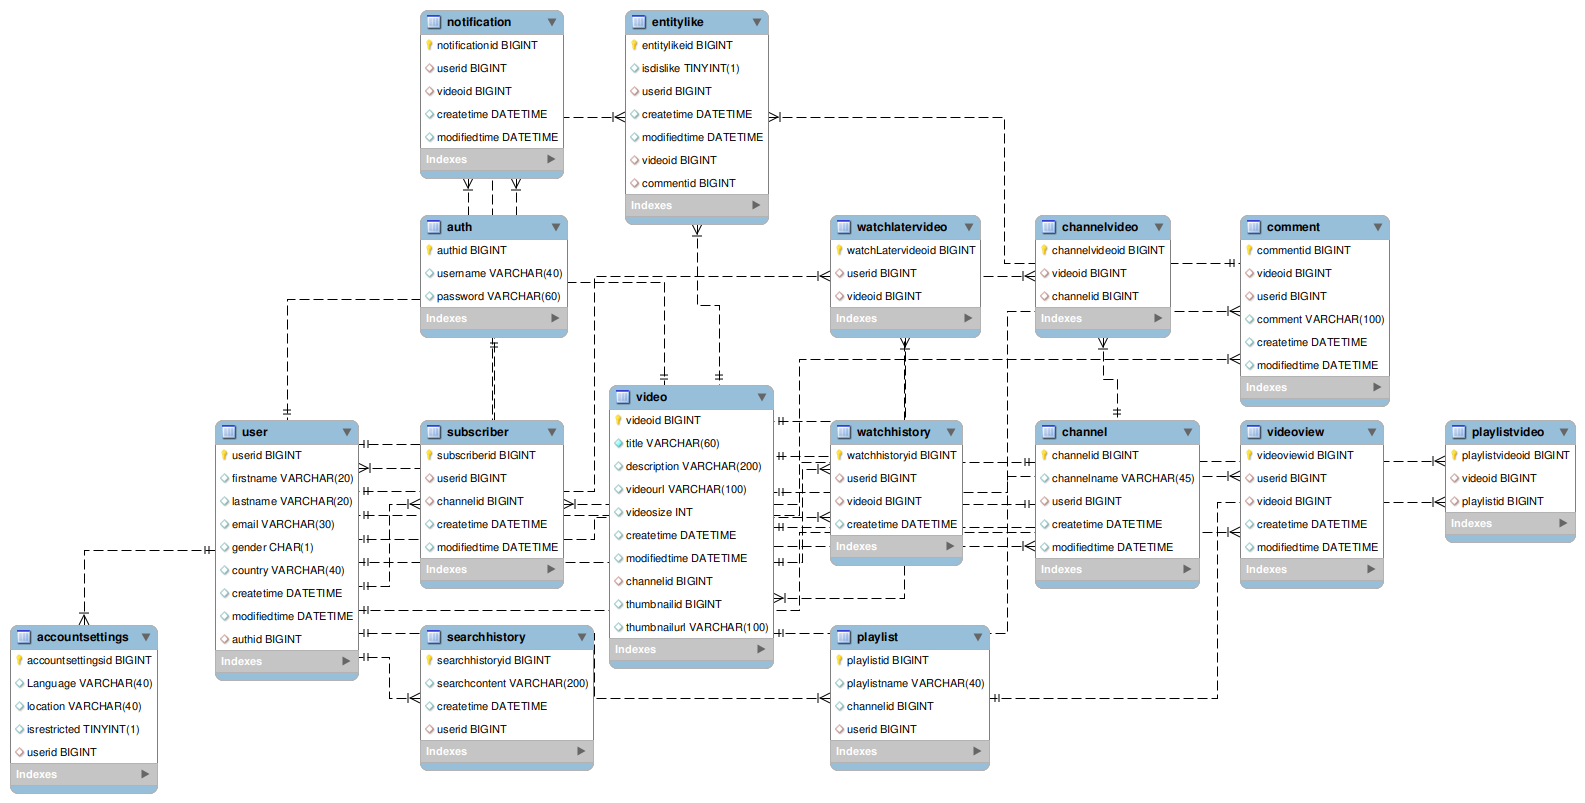 notification
notificationid BIGINT
userid BIGINT
videoid BIGINT
createtime DATETIME
modifiedtime DATETIME
Indexes
entitylike
entitylikeid BIGINT
isdislike TINYINT(1)
userid BIGINT
createtime DATETIME
modifiedtime DATETIME
videoid BIGINT
commentid BIGINT
Indexes
auth
authid BIGINT
username VARCHAR(40)
password VARCHAR(60)
Indexes
watchlatervideo
watchLatervideoid BIGINT
userid BIGINT
videoid BIGINT
Indexes
channelvideo
channelvideoid BIGINT
videoid BIGINT
channelid BIGINT
Indexes
comment
commentid BIGINT
videoid BIGINT
userid BIGINT
comment VARCHAR(100)
createtime DATETIME
modifiedtime DATETIME
Indexes
user
userid BIGINT
firstname VARCHAR(20)
lastname VARCHAR(20)
email VARCHAR(30)
gender CHAR(1)
country VARCHAR(40)
createtime DATETIME
modifiedtime DATETIME
authid BIGINT
Indexes
subscriber
subscriberid BIGINT
userid BIGINT
channelid BIGINT
createtime DATETIME
modifiedtime DATETIME
Indexes
video
videoid BIGINT
title VARCHAR(60)
description VARCHAR(200)
videourl VARCHAR(100)
videosize INT
createtime DATETIME
modifiedtime DATETIME
channelid BIGINT
thumbnailid BIGINT
thumbnailurl VARCHAR(100)
Indexes
watchhistory
watchhistoryid BIGINT
userid BIGINT
videoid BIGINT
createtime DATETIME
Indexes
channel
channelid BIGINT
channelname VARCHAR(45)
userid BIGINT
createtime DATETIME
modifiedtime DATETIME
Indexes
videoview
videoviewid BIGINT
userid BIGINT
videoid BIGINT
createtime DATETIME
modifiedtime DATETIME
Indexes
playlistvideo
playlistvideoid BIGINT
videoid BIGINT
playlistid BIGINT
Indexes
accountsettings
accountsettingsid BIGINT
Language VARCHAR(40)
location VARCHAR(40)
isrestricted TINYINT(1)
userid BIGINT
Indexes
searchhistory
searchhistoryid BIGINT
searchcontent VARCHAR(200)
createtime DATETIME
userid BIGINT
Indexes
playlist
playlistid BIGINT
playlistname VARCHAR(40)
channelid BIGINT
userid BIGINT
Indexes